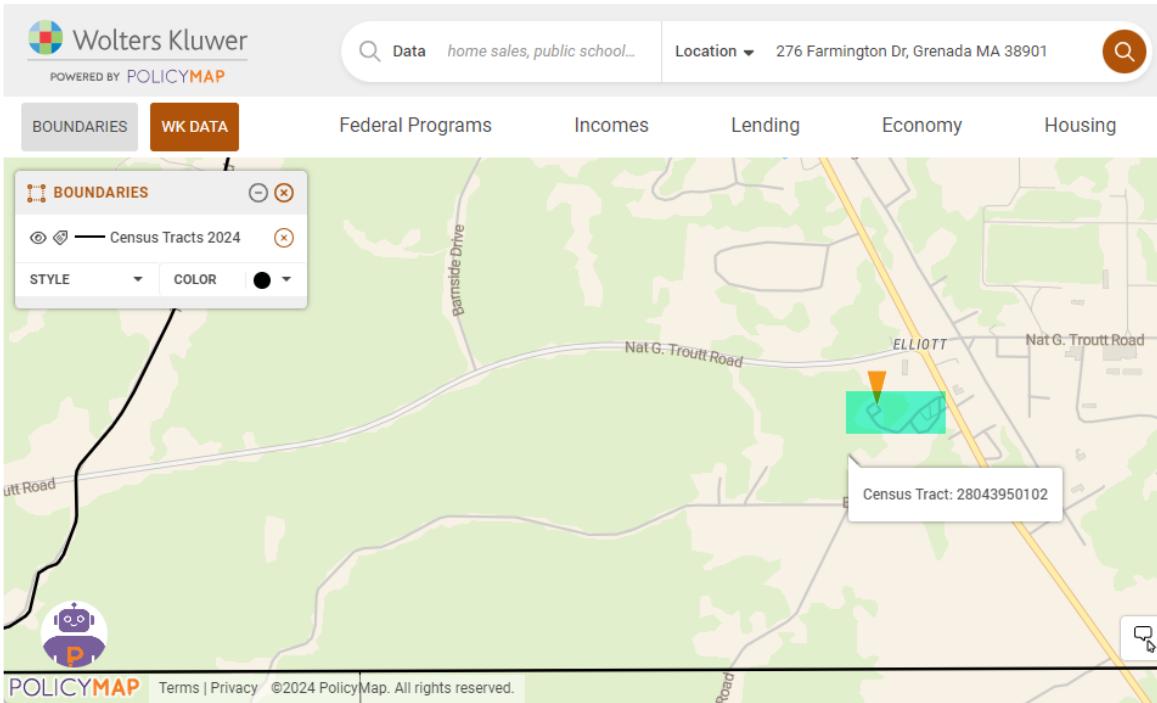 Wolters Kluwer
POWERED BY POLICYMAP
Data home sales, public school...
Location 276 Farmington Dr, Grenada MA 38901
BOUNDARIES
WK DATA
Federal Programs
Incomes
Lending
Economy
Housing
BOUNDARIES
Census Tracts 2024
STYLE
COLOR
Barnside Drive
Nat G. Troutt Road
ELLIOTT
Nat G. Troutt Road
Road
Census Tract: 28043950102
P
Road
POLICYMAP Terms | Privacy ©2024 PolicyMap. All rights reserved.